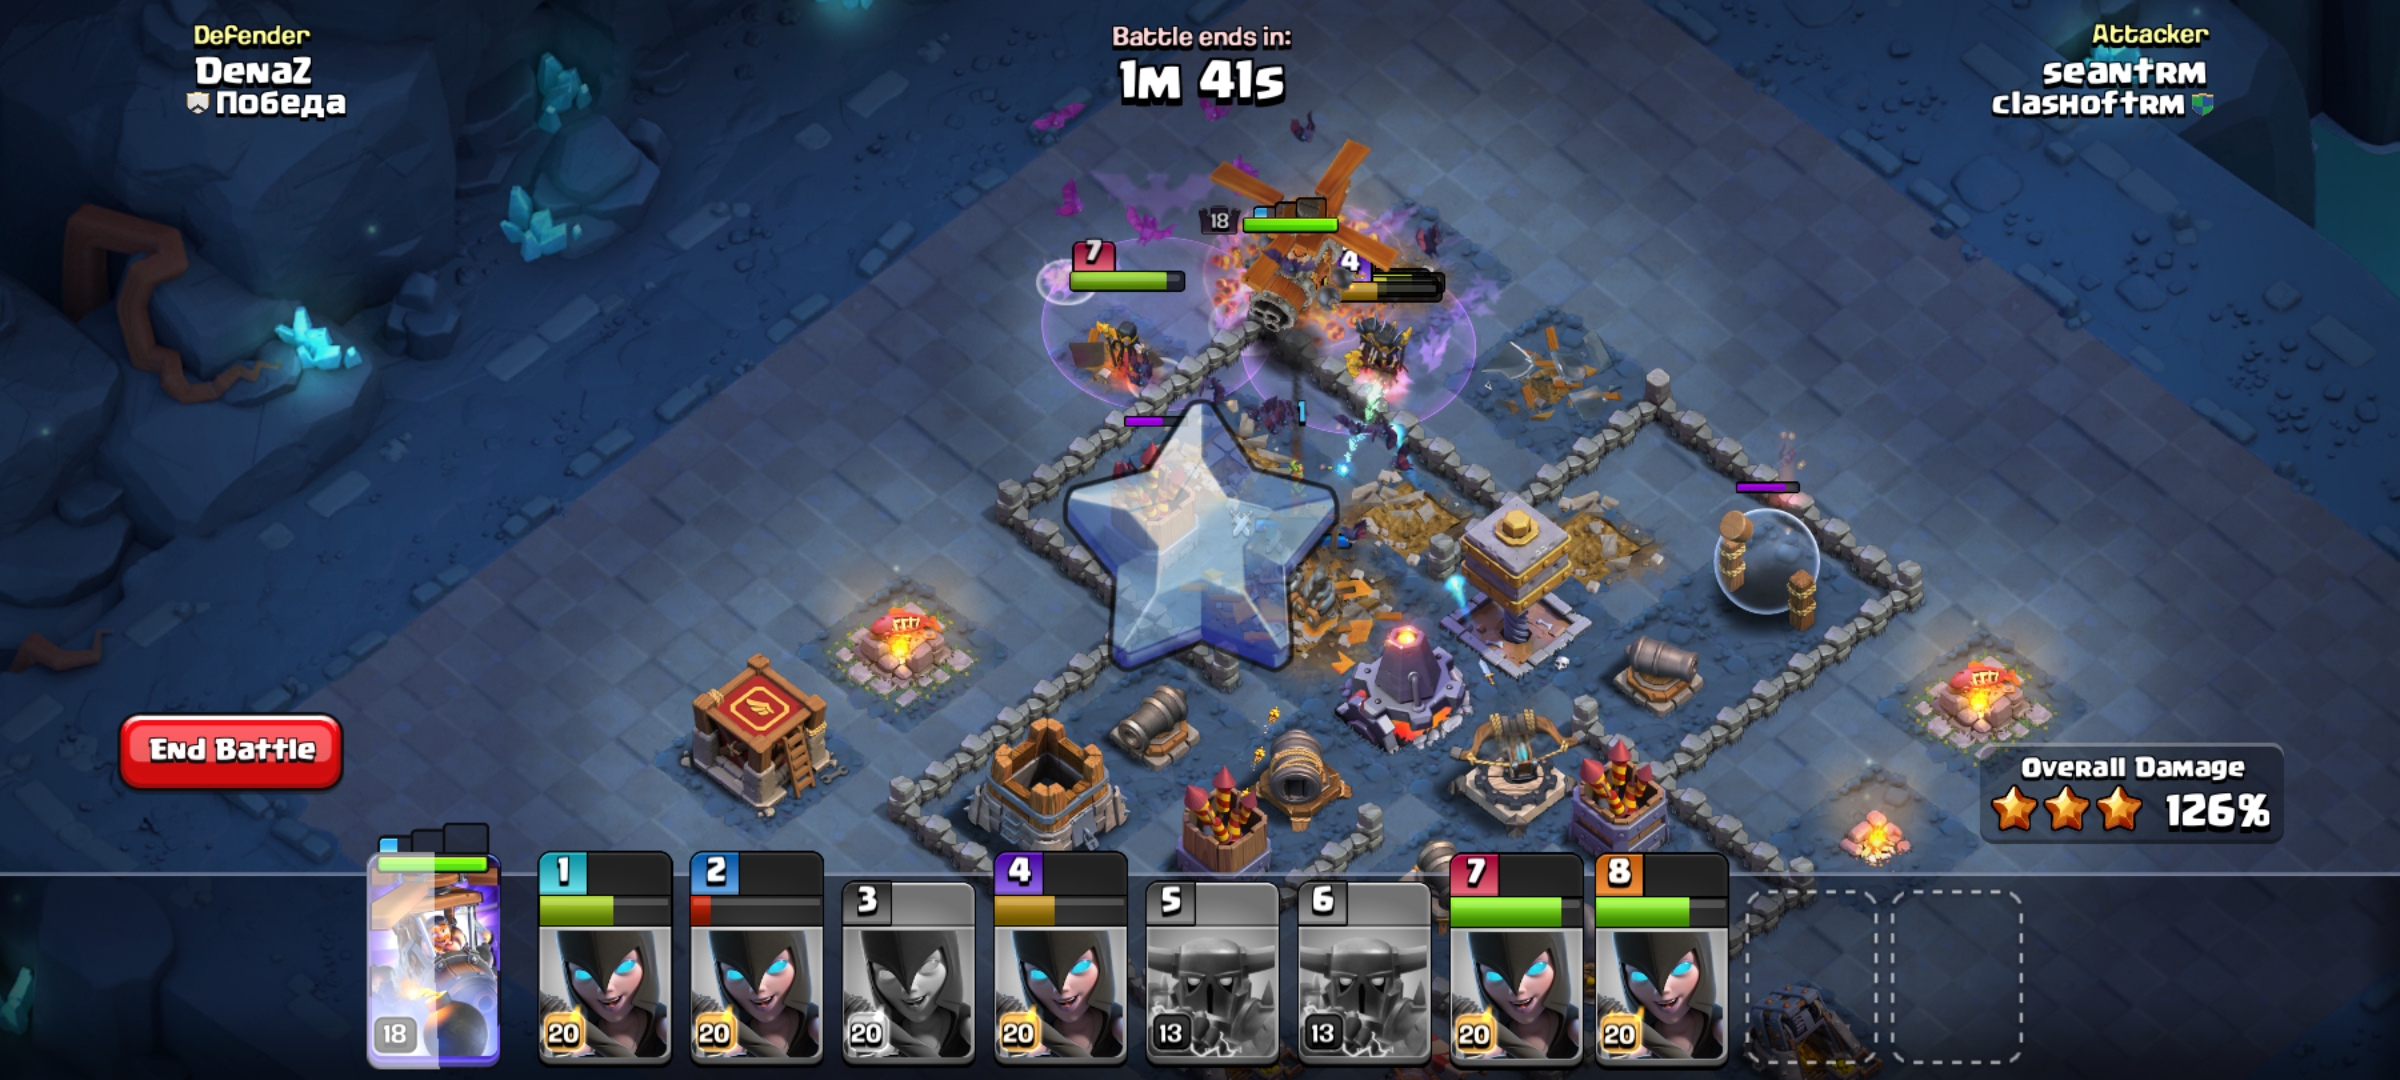 Defender
DenaZ
Победа
Battle ends in:
1m 41s
Attacker
seantrm
clashoftrm
18
7
4
1
End Battle
Overall Damage
126%
18
1
20
2
20
3
20
4
20
5
13
6
13
7
20
8
20